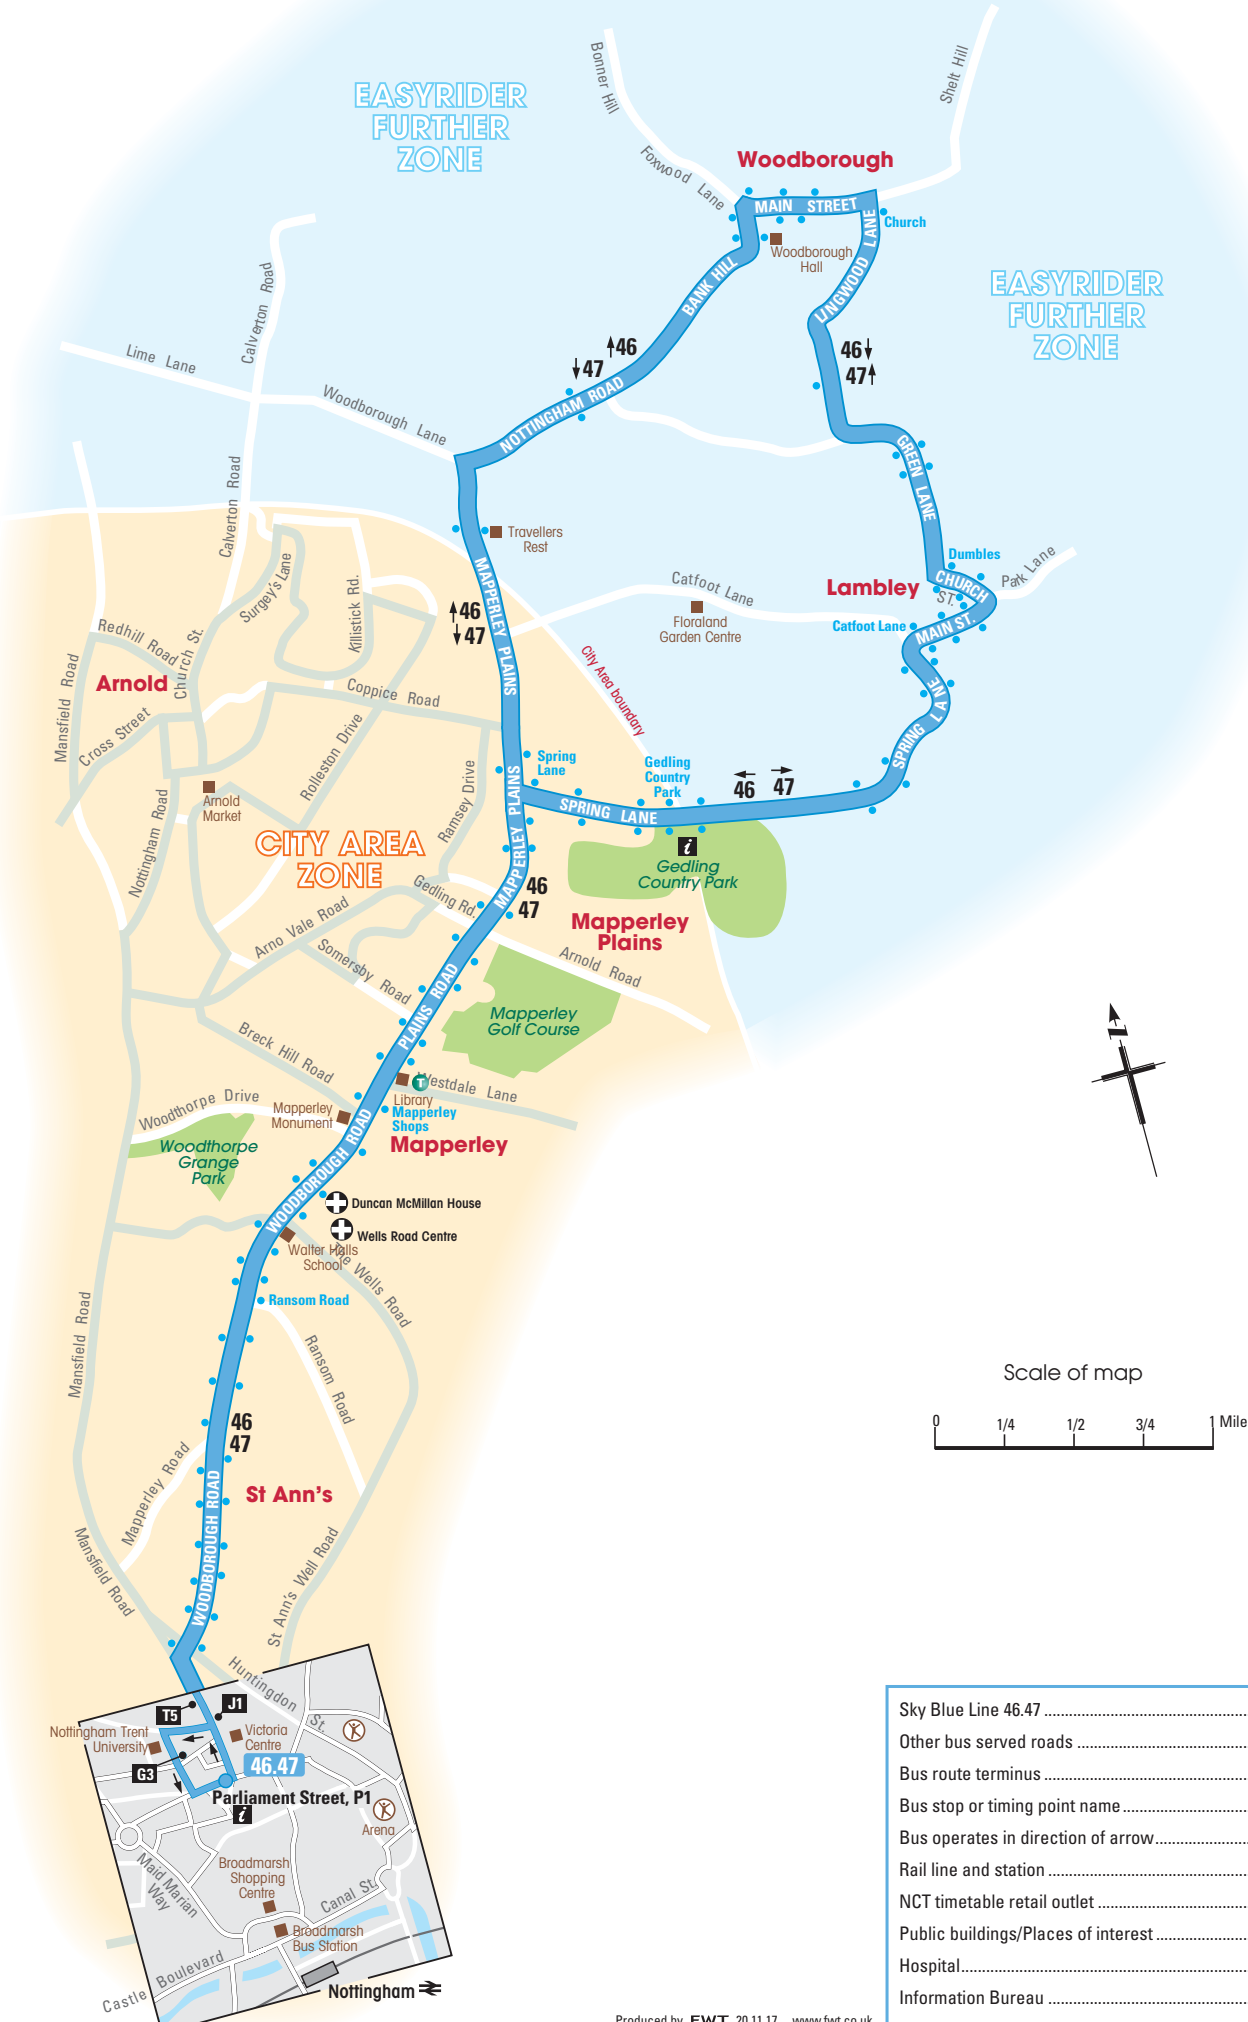 EASYRIDER
FURTHER
ZONE
Bonner Hill
Shelt Hill
Foxwood Lane
Woodborough
MAIN STREET
Church
Woodborough
Hall
BANK HILL
LINGWOOD LANE
EASYRIDER
FURTHER
ZONE
Calverton Road
Lime Lane
Woodborough Lane
46
47
46
47
NOTTINGHAM ROAD
GREEN LANE
Calverton Road
Travellers
Rest
Dumbles
CHURCH
ST.
Park Lane
Lambley
Catfoot Lane
Floraland
Garden Centre
Catfoot Lane
MAIN ST.
MAPPERLEY PLAINS
46
47
Surgey's Lane
Killistick Rd.
Redhill Road
Church St.
Mansfield Road
Arnold
Coppice Road
City Area boundary
SPRING LANE
Cross Street
Rolleston Drive
Spring
Lane
Gedling
Country
Park
46
47
Arnold
Market
Nottingham Road
Ramsey Drive
MAPPERLEY PLAINS
SPRING LANE
CITY AREA
ZONE
Gedling
Country Park
Gedling Rd.
46
47
Mapperley
Plains
Arno Vale Road
Somersby Road
Arnold Road
PLAINS ROAD
Mapperley
Golf Course
Breck Hill Road
T
Westdale Lane
Library
Woodthorpe Drive
Mapperley
Monument
Mapperley
Shops
Mapperley
Woodthorpe
Grange
Park
WOODBOROUGH ROAD
Duncan McMillan House
Wells Road Centre
Walter Halls
School
The Wells Road
Ransom Road
Mansfield Road
Ransom Road
Scale of map
0
1/4
1/2
3/4
1 Mile
46
47
Mapperley Road
WOODBOROUGH ROAD
St Ann's
Mansfield Road
St Ann's Well Road
Huntingdon St.
T5
J1
Nottingham Trent
University
Victoria
Centre
G3
46.47
Parliament Street, P1
Arena
Maid Marian
Way
Broadmarsh
Shopping
Centre
Canal St.
Broadmarsh
Bus Station
Castle Boulevard
Nottingham
Sky Blue Line 46.47
Other bus served roads
Bus route terminus
Bus stop or timing point name
Bus operates in direction of arrow
Rail line and station
NCT timetable retail outlet
Public buildings/Places of interest
Hospital
Information Bureau
Produced by FWT 20.11.17 www.fwt.co.uk